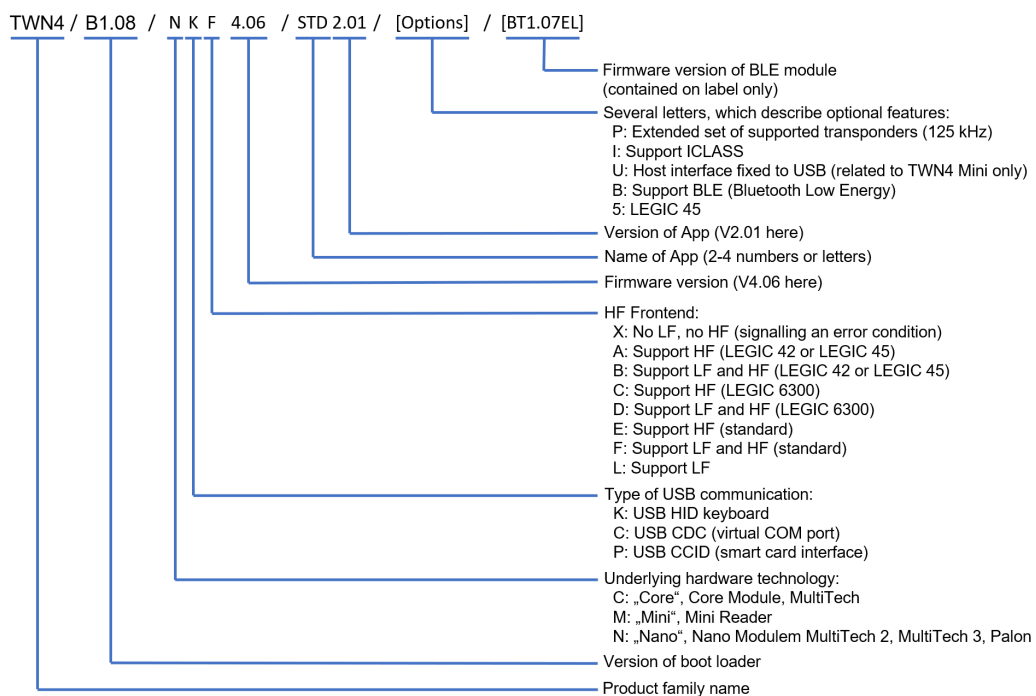 TWN4 / B1.08 / N K F 4.06 / STD 2.01 / [Options] / [BT1.07EL]
Firmware version of BLE module
(contained on label only)
Several letters, which describe optional features:
P: Extended set of supported transponders (125 kHz)
I: Support ICLASS
U: Host interface fixed to USB (related to TWN4 Mini only)
B: Support BLE (Bluetooth Low Energy)
5: LEGIC 45
Version of App (V2.01 here)
Name of App (2-4 numbers or letters)
Firmware version (V4.06 here)
HF Frontend:
X: No LF, no HF (signalling an error condition)
A: Support HF (LEGIC 42 or LEGIC 45)
B: Support LF and HF (LEGIC 42 or LEGIC 45)
C: Support HF (LEGIC 6300)
D: Support LF and HF (LEGIC 6300)
E: Support HF (standard)
F: Support LF and HF (standard)
L: Support LF
Type of USB communication:
K: USB HID keyboard
C: USB CDC (virtual COM port)
P: USB CCID (smart card interface)
Underlying hardware technology:
C: „Core“, Core Module, MultiTech
M: „Mini“, Mini Reader
N: „Nano“, Nano Modulem MultiTech 2, MultiTech 3, Palon
Version of boot loader
Product family name